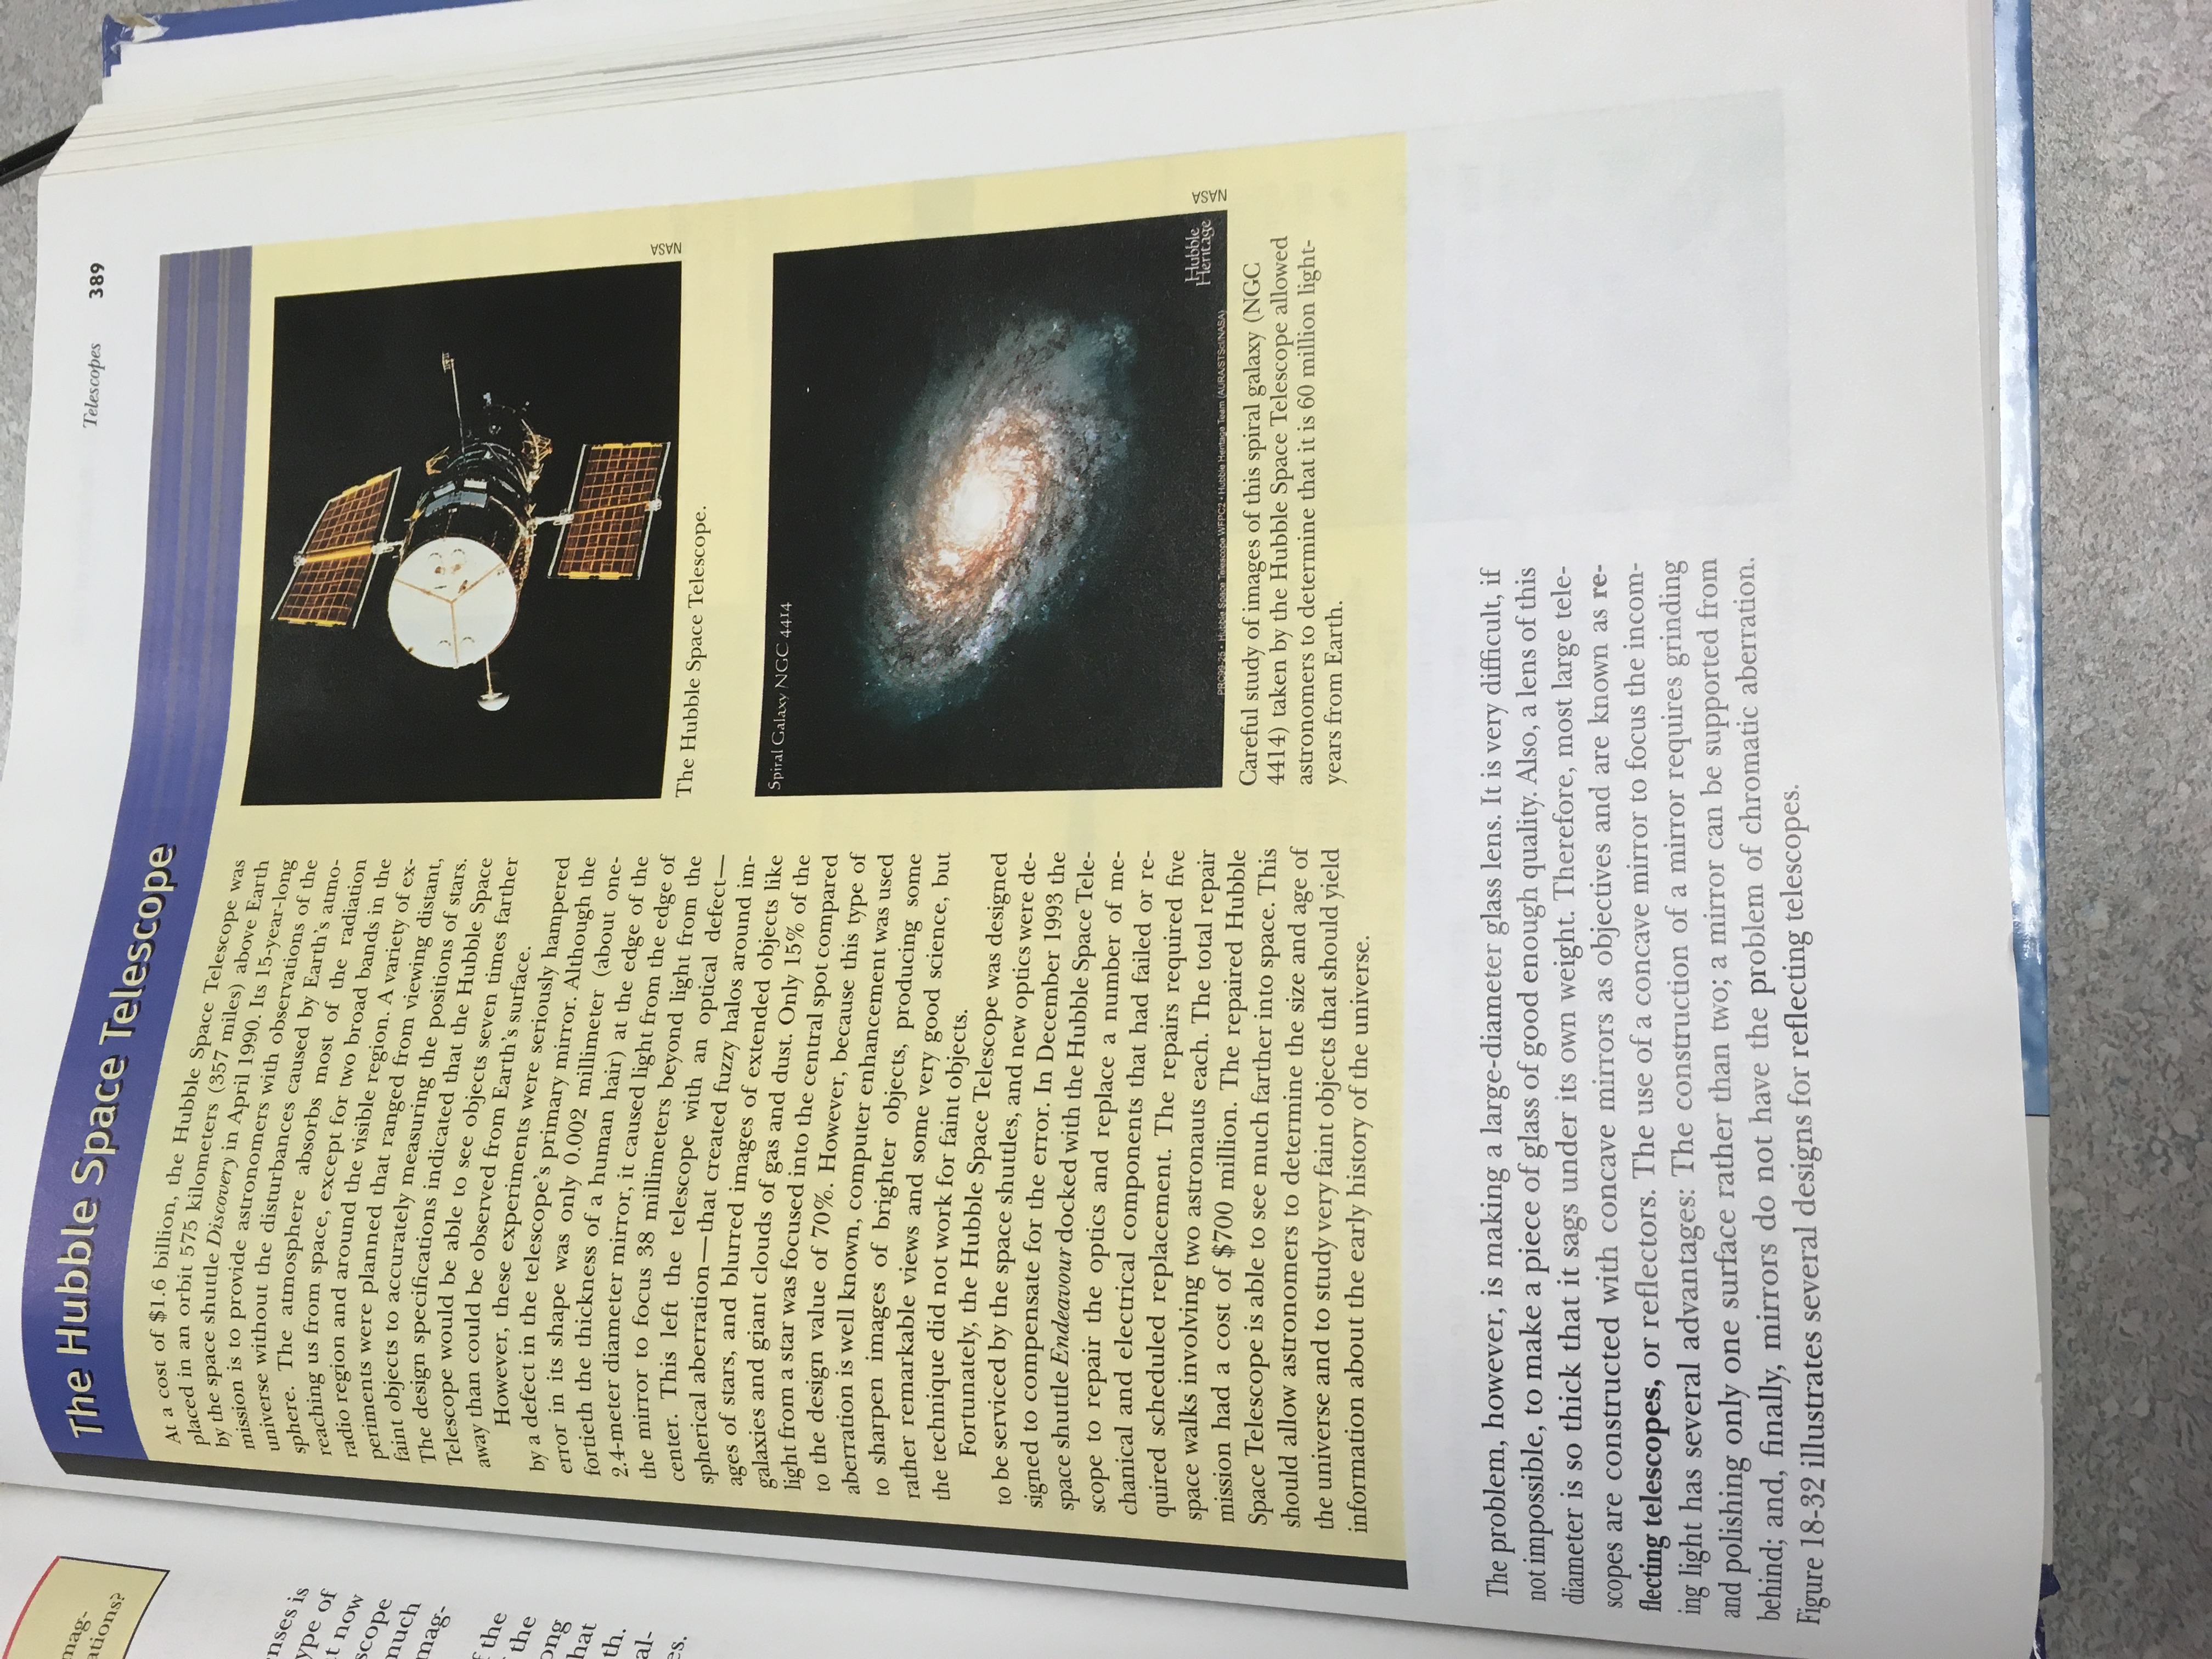 mag-
ations?
nses is
ype of
t now
scope
much
mag-
f the
the
ong
hat
th.
al-
es.
Telescopes 389
The Hubble Space Telescope
At a cost of $1.6 billion, the Hubble Space Telescope was
placed in an orbit 575 kilometers (357 miles) above Earth
by the space shuttle Discovery in April 1990. Its 15-year-long
mission is to provide astronomers with observations of the
universe without the disturbances caused by Earth's atmo-
sphere. The atmosphere absorbs most of the radiation
reaching us from space, except for two broad bands in the
radio region and around the visible region. A variety of ex-
periments were planned that ranged from viewing distant,
faint objects to accurately measuring the positions of stars.
The design specifications indicated that the Hubble Space
Telescope would be able to see objects seven times farther
away than could be observed from Earth's surface.
However, these experiments were seriously hampered
by a defect in the telescope's primary mirror. Although the
error in its shape was only 0.002 millimeter (about one-
fortieth the thickness of a human hair) at the edge of the
2.4-meter diameter mirror, it caused light from the edge of
the mirror to focus 38 millimeters beyond light from the
center. This left the telescope with an optical defect—
spherical aberration—that created fuzzy halos around im-
ages of stars, and blurred images of extended objects like
galaxies and giant clouds of gas and dust. Only 15% of the
light from a star was focused into the central spot compared
to the design value of 70%. However, because this type of
aberration is well known, computer enhancement was used
to sharpen images of brighter objects, producing some
rather remarkable views and some very good science, but
the technique did not work for faint objects.
Fortunately, the Hubble Space Telescope was designed
to be serviced by the space shuttles, and new optics were de-
signed to compensate for the error. In December 1993 the
space shuttle Endeavour docked with the Hubble Space Tele-
scope to repair the optics and replace a number of me-
chanical and electrical components that had failed or re-
quired scheduled replacement. The repairs required five
space walks involving two astronauts each. The total repair
mission had a cost of $700 million. The repaired Hubble
Space Telescope is able to see much farther into space. This
should allow astronomers to determine the size and age of
the universe and to study very faint objects that should yield
information about the early history of the universe.
NASA
The Hubble Space Telescope.
Spiral Galaxy NGC 4414
Hubble
Heritage
PRC99-25 • Hubble Space Telescope WFPC2 • Hubble Heritage Team (AURA/STScI/NASA)
NASA
Careful study of images of this spiral galaxy (NGC
4414) taken by the Hubble Space Telescope allowed
astronomers to determine that it is 60 million light-
years from Earth.
The problem, however, is making a large-diameter glass lens. It is very difficult, if
not impossible, to make a piece of glass of good enough quality. Also, a lens of this
diameter is so thick that it sags under its own weight. Therefore, most large tele-
scopes are constructed with concave mirrors as objectives and are known as re-
flecting telescopes, or reflectors. The use of a concave mirror to focus the incom-
ing light has several advantages: The construction of a mirror requires grinding
and polishing only one surface rather than two; a mirror can be supported from
behind; and, finally, mirrors do not have the problem of chromatic aberration.
Figure 18-32 illustrates several designs for reflecting telescopes.